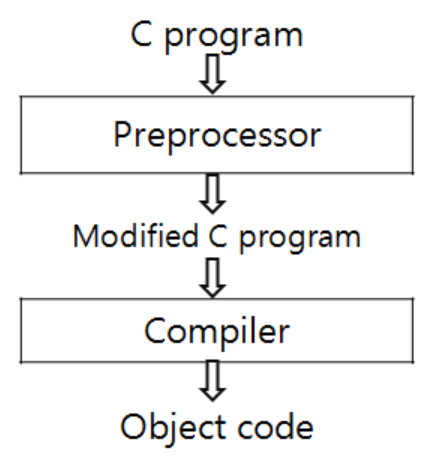 C program
Preprocessor
Modified C program
Compiler
Object code